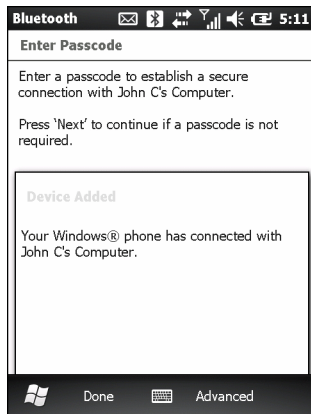 Bluetooth 5:11
Enter Passcode
Enter a passcode to establish a secure
connection with John C's Computer.
Press ‘Next’ to continue if a passcode is not
required.
Device Added
Your Windows® phone has connected with
John C's Computer.
Done Advanced